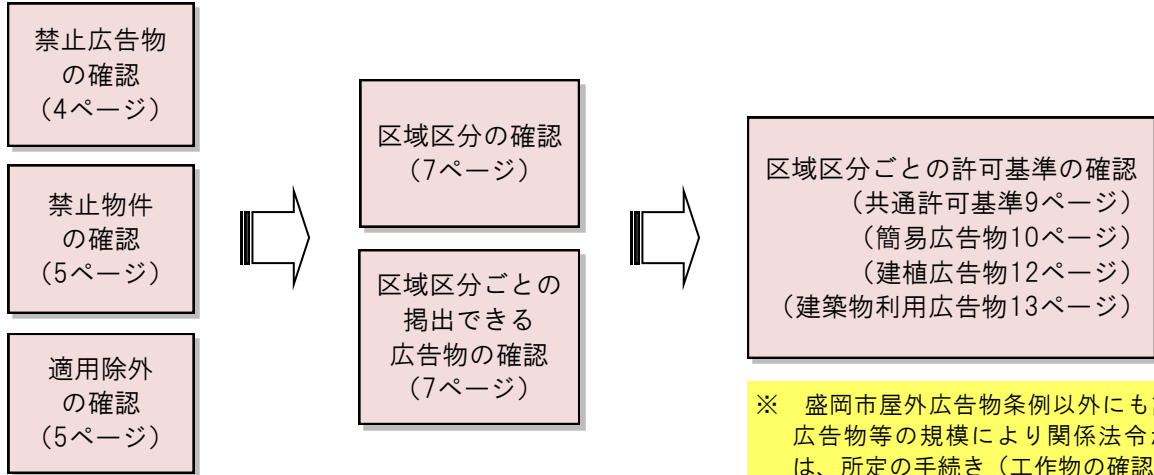 禁止広告物
の確認
（4ページ）
禁止物件
の確認
（5ページ）
適用除外
の確認
（5ページ）
区域区分の確認
（7ページ）
区域区分ごとの
掲出できる
広告物の確認
（7ページ）
区域区分ごとの許可基準の確認
（共通許可基準9ページ）
（簡易広告物10ページ）
（建植広告物12ページ）
（建築物利用広告物13ページ）
※　盛岡市屋外広告物条例以外にも
広告物等の規模により関係法令
は、所定の手続き（工作物の確認